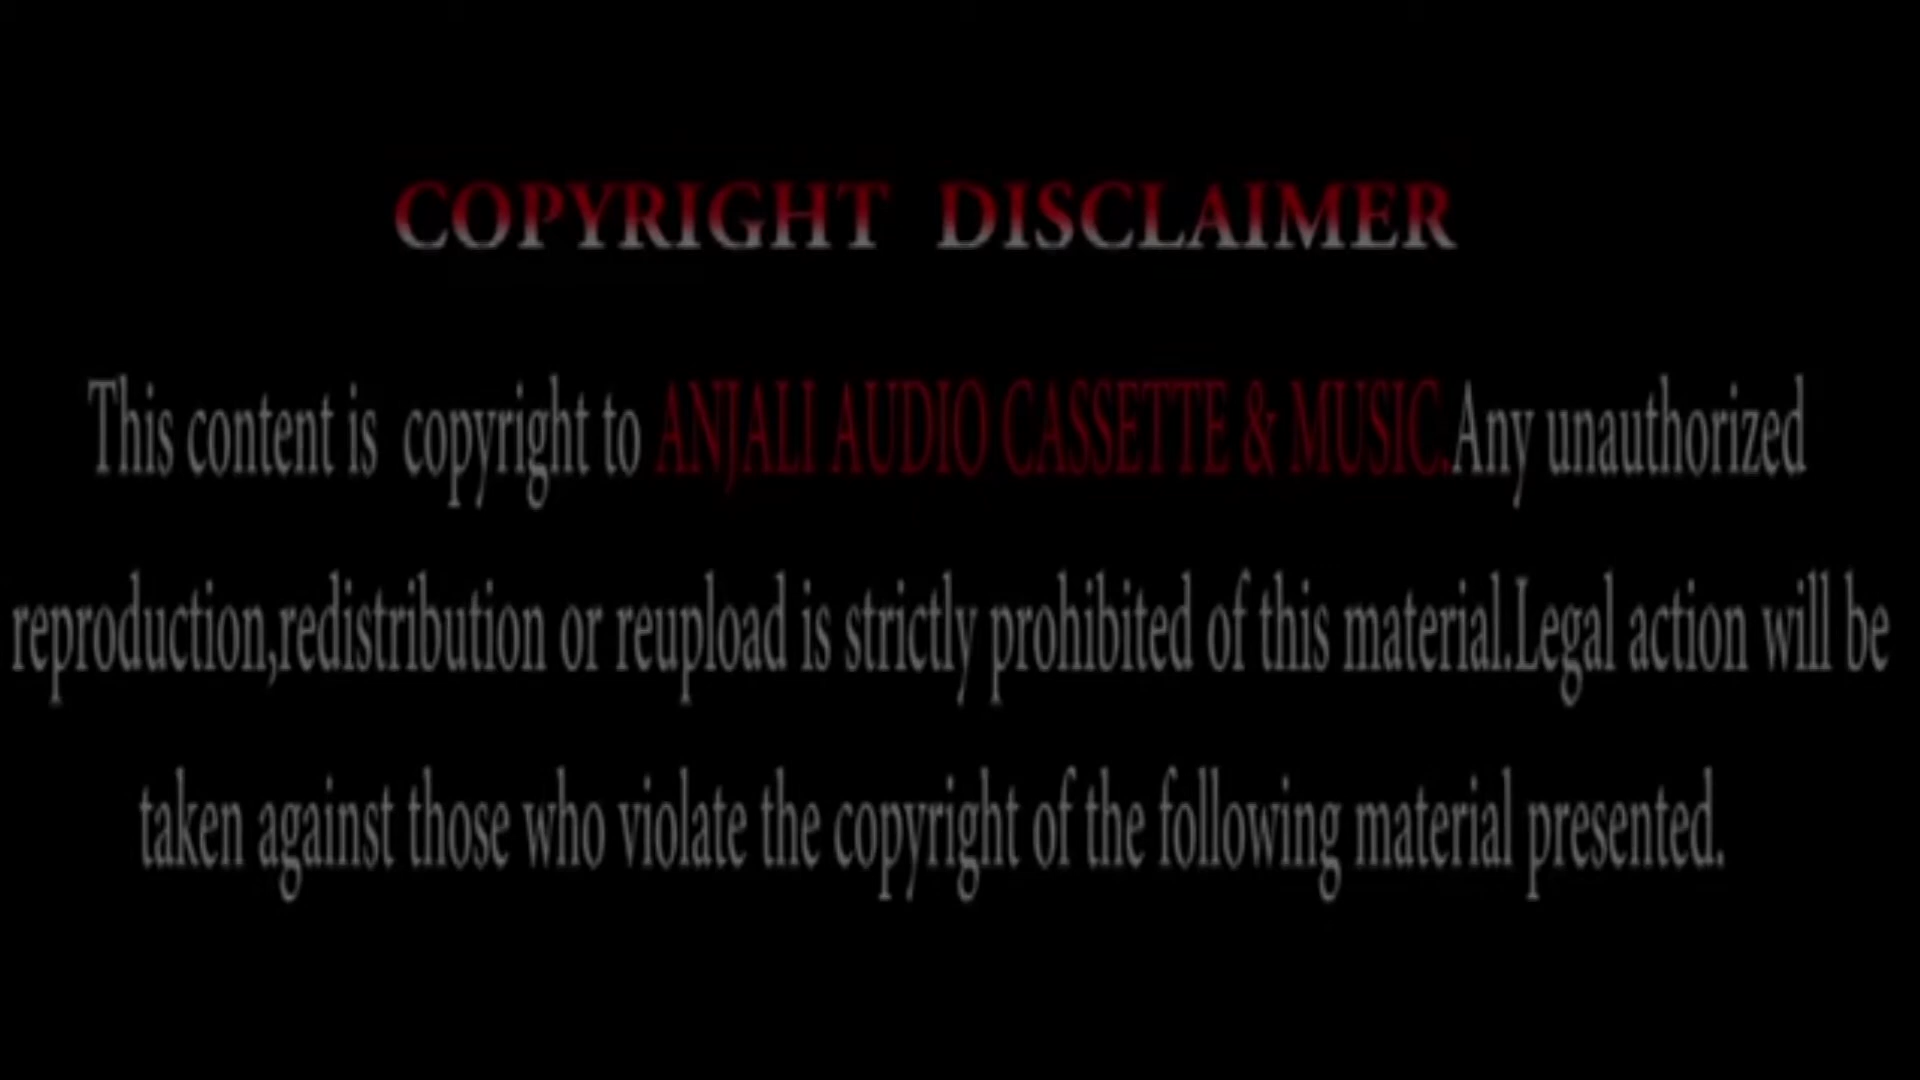 COPYRIGHT DISCLAIMER
This content is copyright to ANJALI AUDIO CASSETTE & MUSIC.Any unauthorized
reproduction,redistribution or reupload is strictly prohibited of this material.Legal action will be
taken against those who violate the copyright of the following material presented.